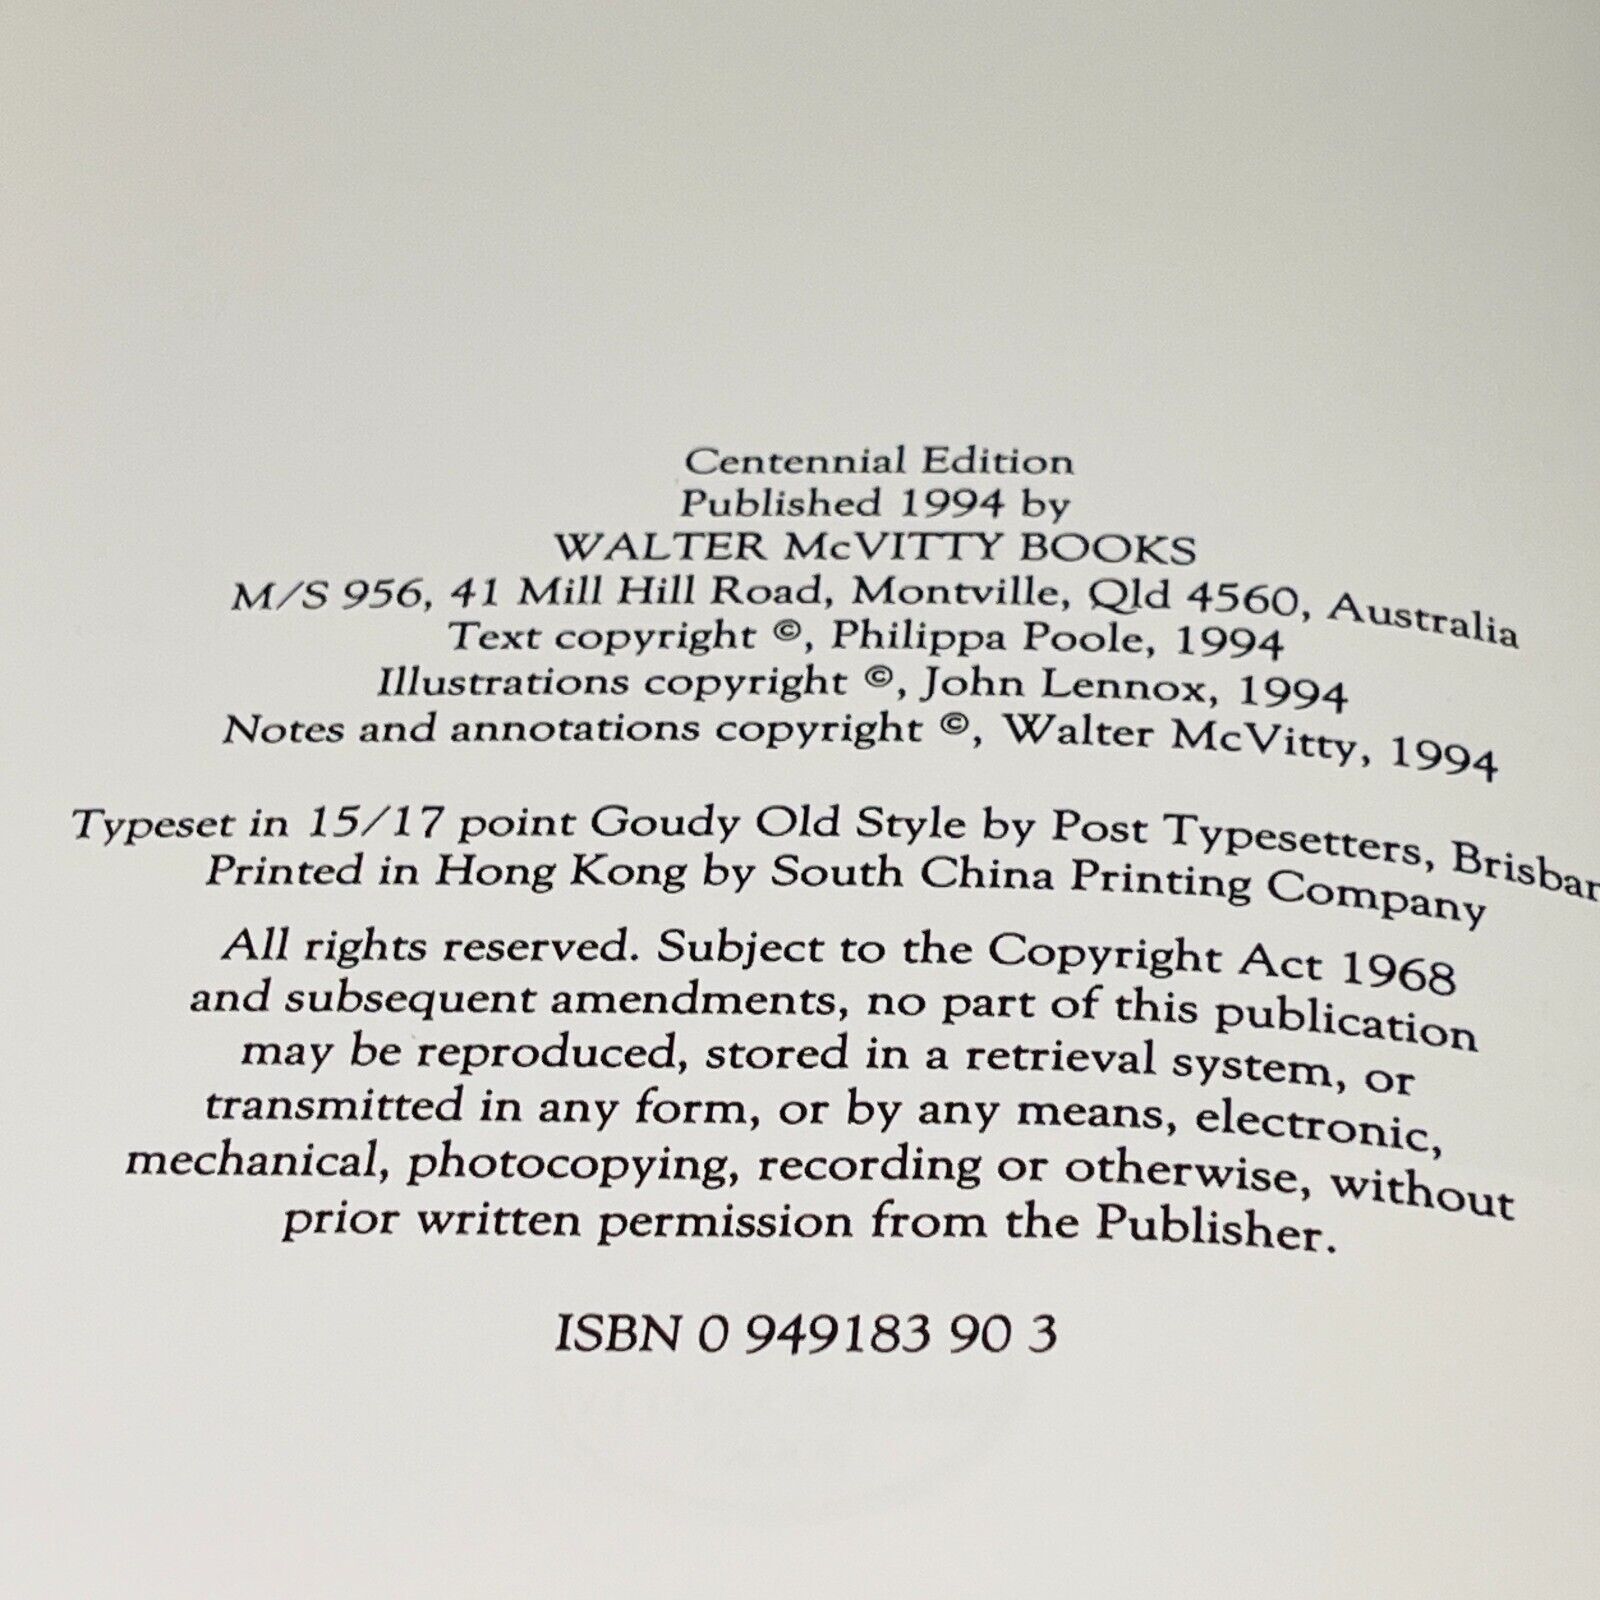 Centennial Edition
Published 1994 by
WALTER McVITTY BOOKS
M/S 956, 41 Mill Hill Road, Montville, Qld 4560, Australia
Text copyright ©, Philippa Poole, 1994
Illustrations copyright ©, John Lennox, 1994
Notes and annotations copyright ©, Walter McVitty, 1994
Typeset in 15/17 point Goudy Old Style by Post Typesetters, Brisban
Printed in Hong Kong by South China Printing Company
All rights reserved. Subject to the Copyright Act 1968
and subsequent amendments, no part of this publication
may be reproduced, stored in a retrieval system, or
transmitted in any form, or by any means, electronic,
mechanical, photocopying, recording or otherwise, without
prior written permission from the Publisher.
ISBN 0 949183 90 3